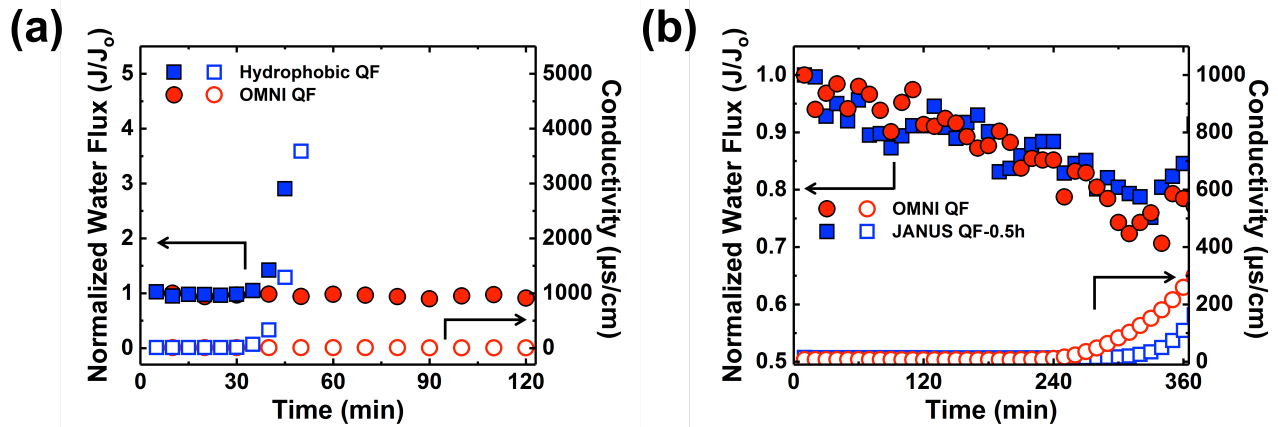 (a)
Normalized Water Flux (J/Jo)
5
4
3
2
1
0
Hydrophobic QF
OMNI QF
5000
4000
3000
2000
1000
0
Conductivity (µs/cm)
0 30 60 90 120
Time (min)
(b)
Normalized Water Flux (J/Jo)
1.0
0.9
0.8
0.7
0.6
0.5
OMNI QF
JANUS QF-0.5h
1000
800
600
400
200
0
Conductivity (µs/cm)
0 120 240 360
Time (min)